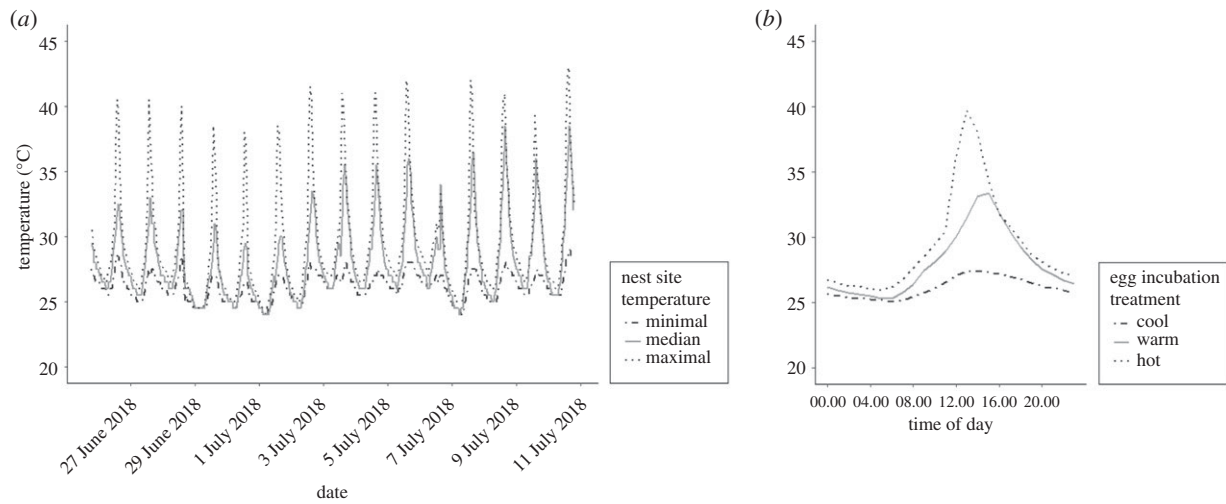 (a)
45
40
35
30
25
20
temperature (°C)
27 June 2018
29 June 2018
1 July 2018
3 July 2018
5 July 2018
7 July 2018
9 July 2018
11 July 2018
date
nest site
temperature
minimal
median
maximal
(b)
45
40
35
30
25
20
00.00 04.00 08.00 12.00 16.00 20.00
time of day
egg incubation
treatment
cool
warm
hot